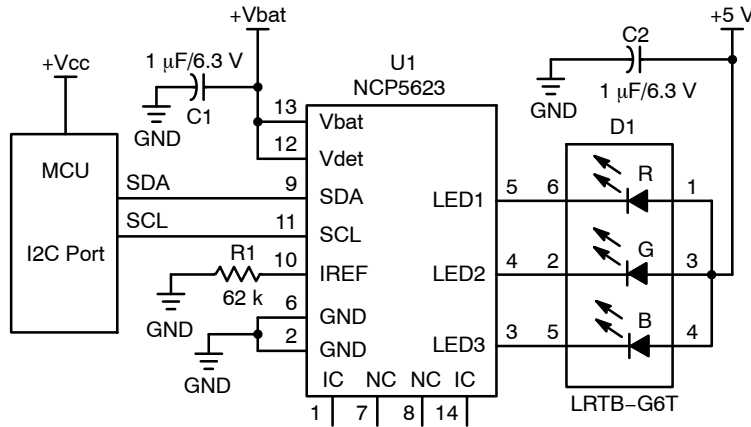 +Vbat
+5 V
U1
NCP5623
C2
1 μF/6.3 V
+Vcc
GND
C1
13
Vbat
12
Vdet
GND
1 μF/6.3 V
D1
MCU
I2C Port
SDA
9
SDA
LED1
5
6
R
1
SCL
11
SCL
R1
62 k
10
IREF
LED2
4
2
G
3
GND
6
GND
2
GND
LED3
3
5
B
4
GND
IC
NC
NC
IC
1
7
8
14
LRTB–G6T